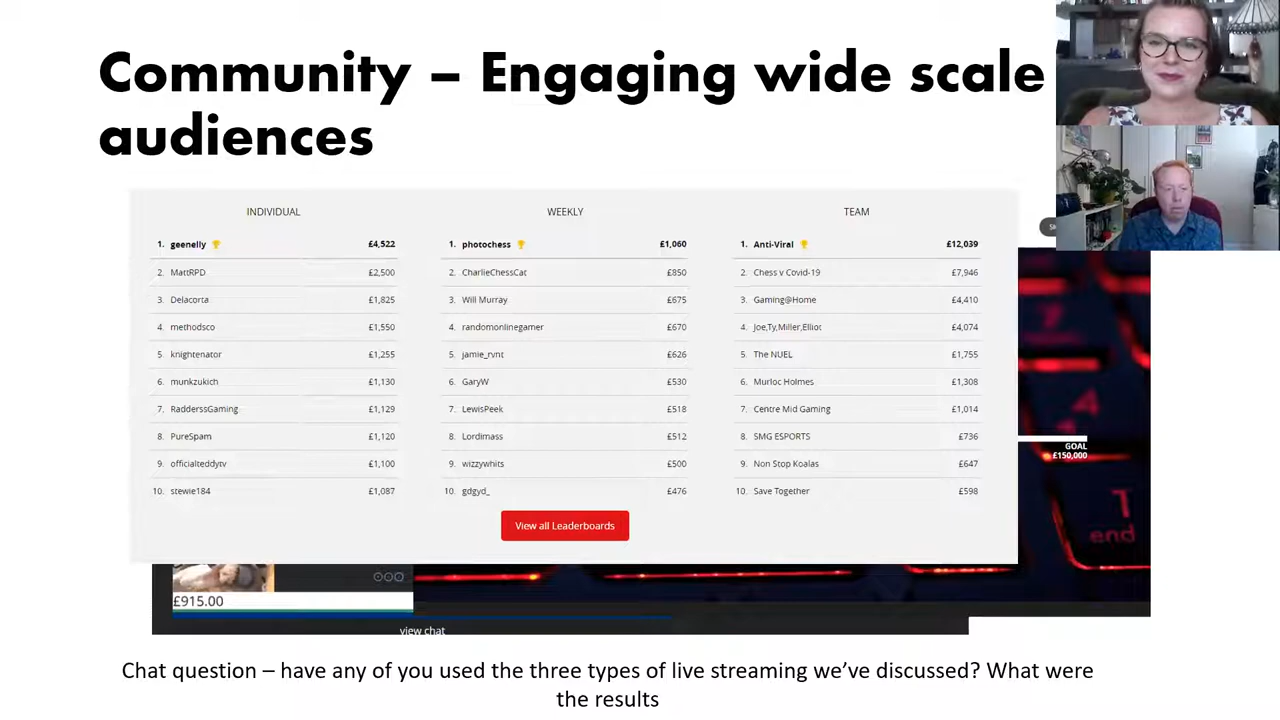 Community – Engaging wide scale
audiences
INDIVIDUAL
1. geenelly £4,522
2. MattRPD £2,500
3. Delacorta £1,825
4. methodsco £1,550
5. knightenator £1,255
6. munkzukich £1,130
7. RadderssGaming £1,129
8. PureSpam £1,120
9. officialteddytv £1,100
10. stewie184 £1,087
WEEKLY
1. photochess £1,060
2. CharlieChessCat £850
3. Will Murray £675
4. randomonlinegamer £670
5. jamie_rvnt £626
6. GaryW £530
7. LewisPeek £518
8. Lordimass £512
9. wizzywhits £500
10. gdgyd_ £476
TEAM
1. Anti-Viral £12,039
2. Chess v Covid-19 £7,946
3. Gaming@Home £4,410
4. Joe,Ty,Miller,Elliot £4,074
5. The NUEL £1,755
6. Murloc Holmes £1,308
7. Centre Mid Gaming £1,014
8. SMG ESPORTS £736
9. Non Stop Koalas £647
10. Save Together £598
View all Leaderboards
7
4
GOAL
£150,000
1
end
£915.00
view chat
Chat question – have any of you used the three types of live streaming we've discussed? What were
the results